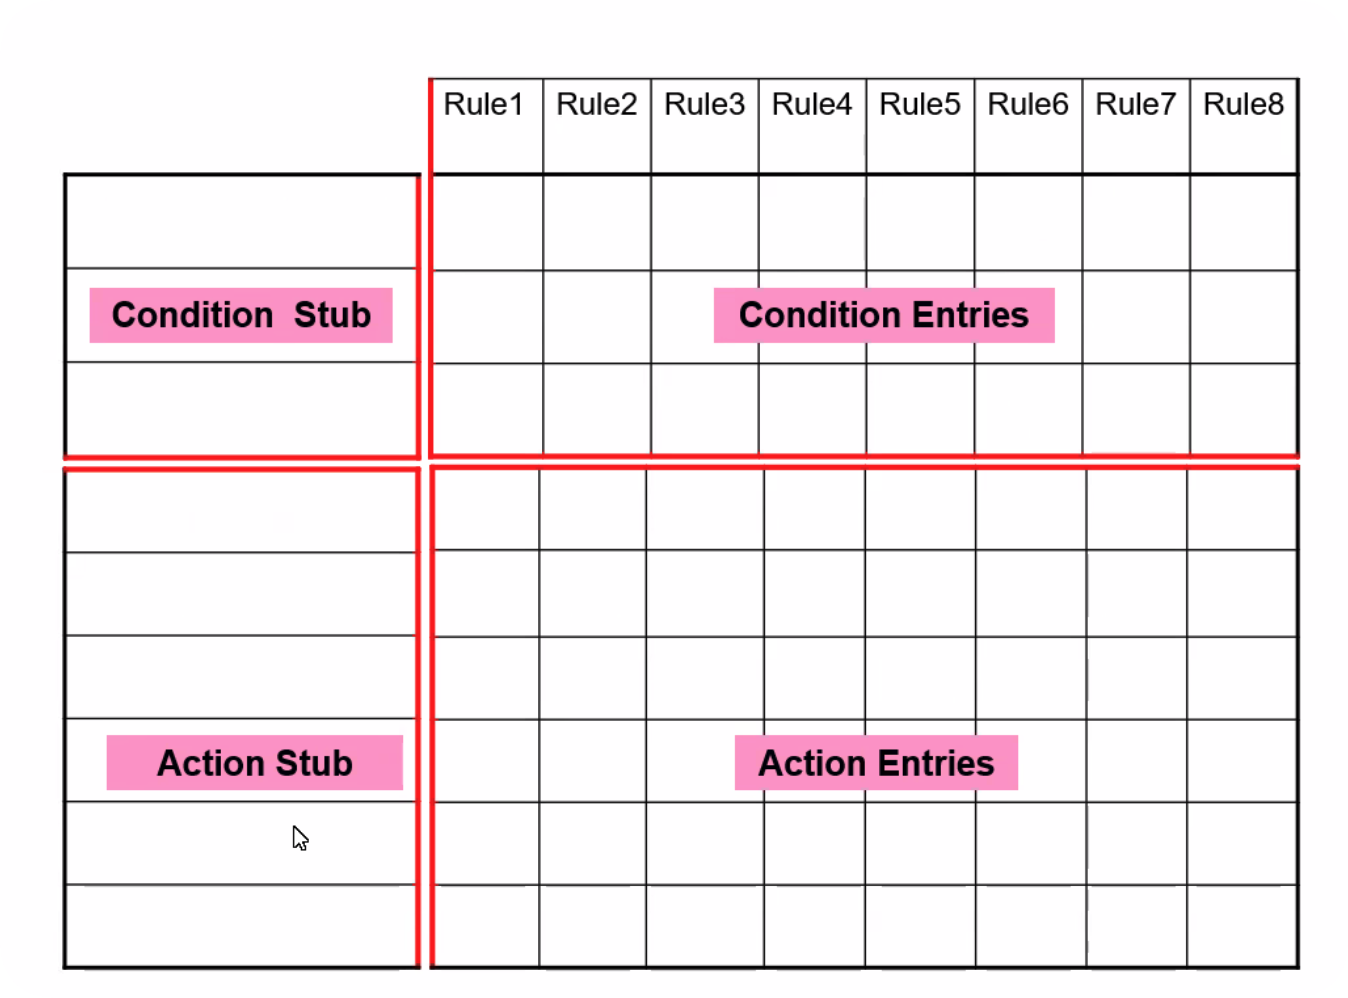 Rule1 Rule2 Rule3 Rule4 Rule5 Rule6 Rule7 Rule8
Condition Stub
Condition Entries
Action Stub
Action Entries